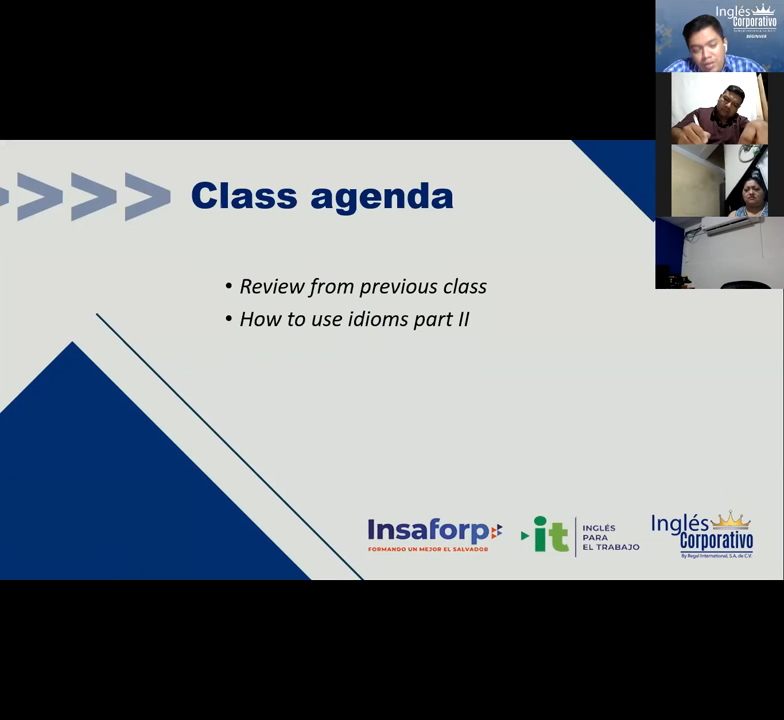 Inglés
Corporativo
BEGINNER
Class agenda
• Review from previous class
• How to use idioms part II
Insaforp
FORMANDO UN MEJOR EL SALVADOR
it
INGLÉS
PARA
EL TRABAJO
Inglés
Corporativo
By Regal International, S.A. de C.V.